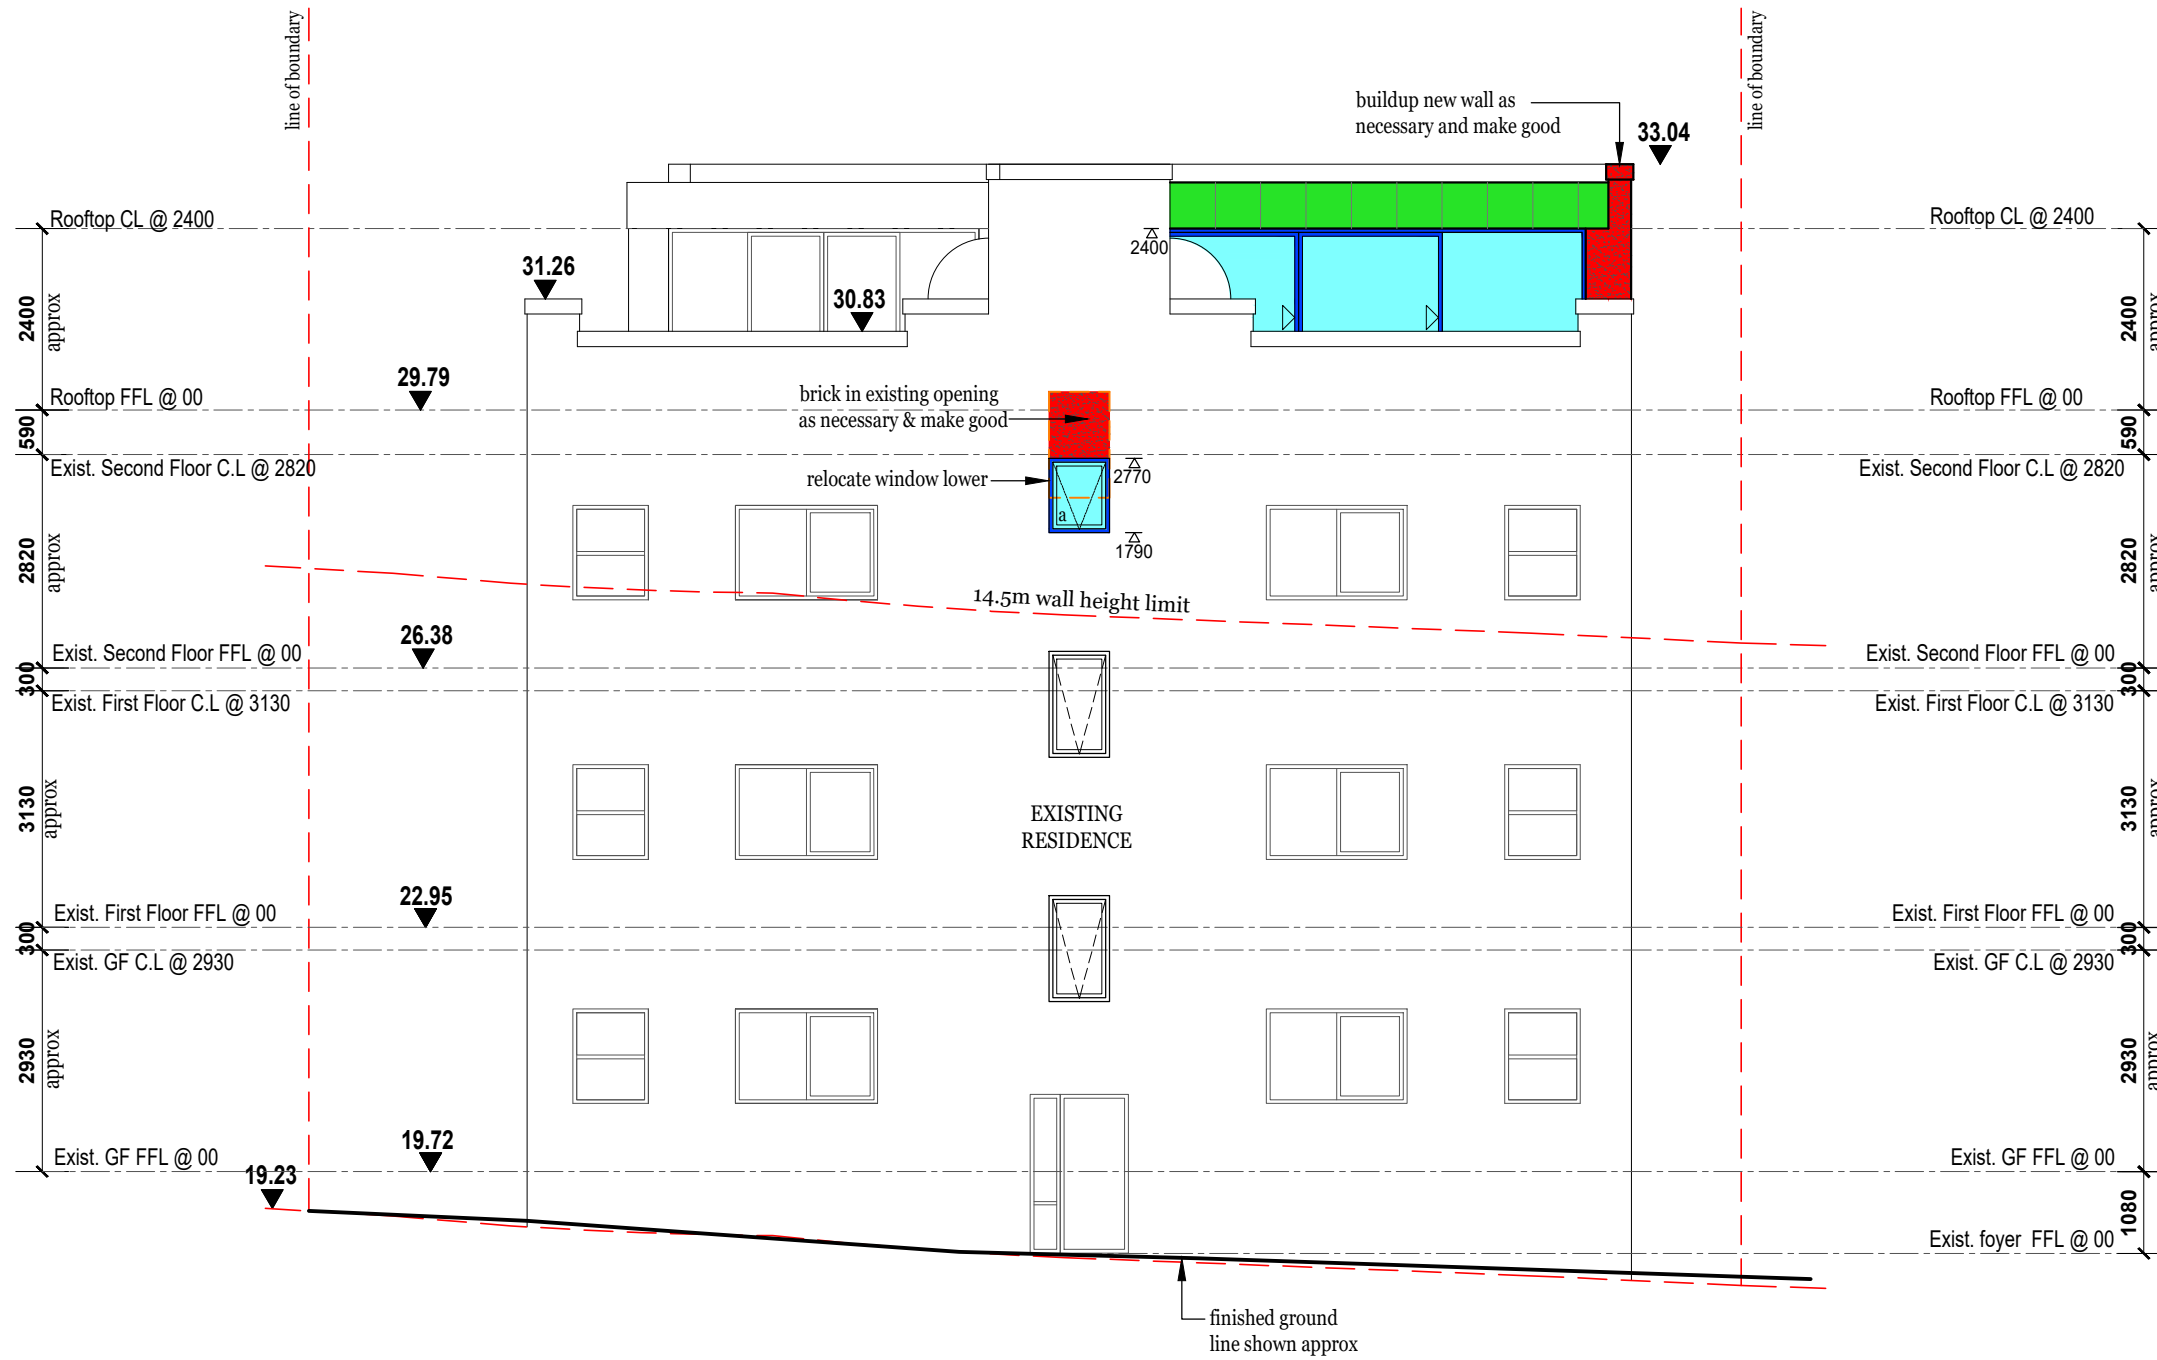 line of boundary
line of boundary
buildup new wall as
necessary and make good
33.04
Rooftop CL @ 2400
Rooftop CL @ 2400
2400
31.26
30.83
2400
approx
2400
approx
29.79
Rooftop FFL @ 00
Rooftop FFL @ 00
brick in existing opening
as necessary & make good
590
590
Exist. Second Floor C.L @ 2820
Exist. Second Floor C.L @ 2820
relocate window lower
2770
a
1790
2820
approx
2820
approx
14.5m wall height limit
26.38
Exist. Second Floor FFL @ 00
Exist. Second Floor FFL @ 00
300
300
Exist. First Floor C.L @ 3130
Exist. First Floor C.L @ 3130
3130
approx
EXISTING
RESIDENCE
3130
approx
22.95
Exist. First Floor FFL @ 00
Exist. First Floor FFL @ 00
300
300
Exist. GF C.L @ 2930
Exist. GF C.L @ 2930
2930
approx
2930
approx
19.72
Exist. GF FFL @ 00
Exist. GF FFL @ 00
19.23
1080
Exist. foyer FFL @ 00
finished ground
line shown approx